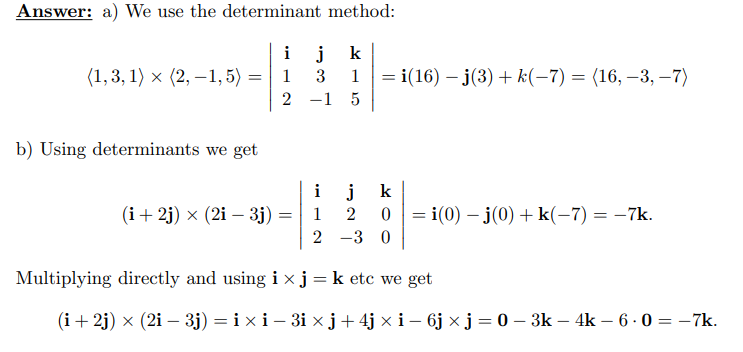 Answer: a) We use the determinant method:
⟨1, 3, 1⟩ × ⟨2, −1, 5⟩ = | i j k ; 1 3 1 ; 2 −1 5 | = i(16) − j(3) + k(−7) = ⟨16, −3, −7⟩
b) Using determinants we get
(i + 2j) × (2i − 3j) = | i j k ; 1 2 0 ; 2 −3 0 | = i(0) − j(0) + k(−7) = −7k.
Multiplying directly and using i × j = k etc we get
(i + 2j) × (2i − 3j) = i × i − 3i × j + 4j × i − 6j × j = 0 − 3k − 4k − 6 · 0 = −7k.